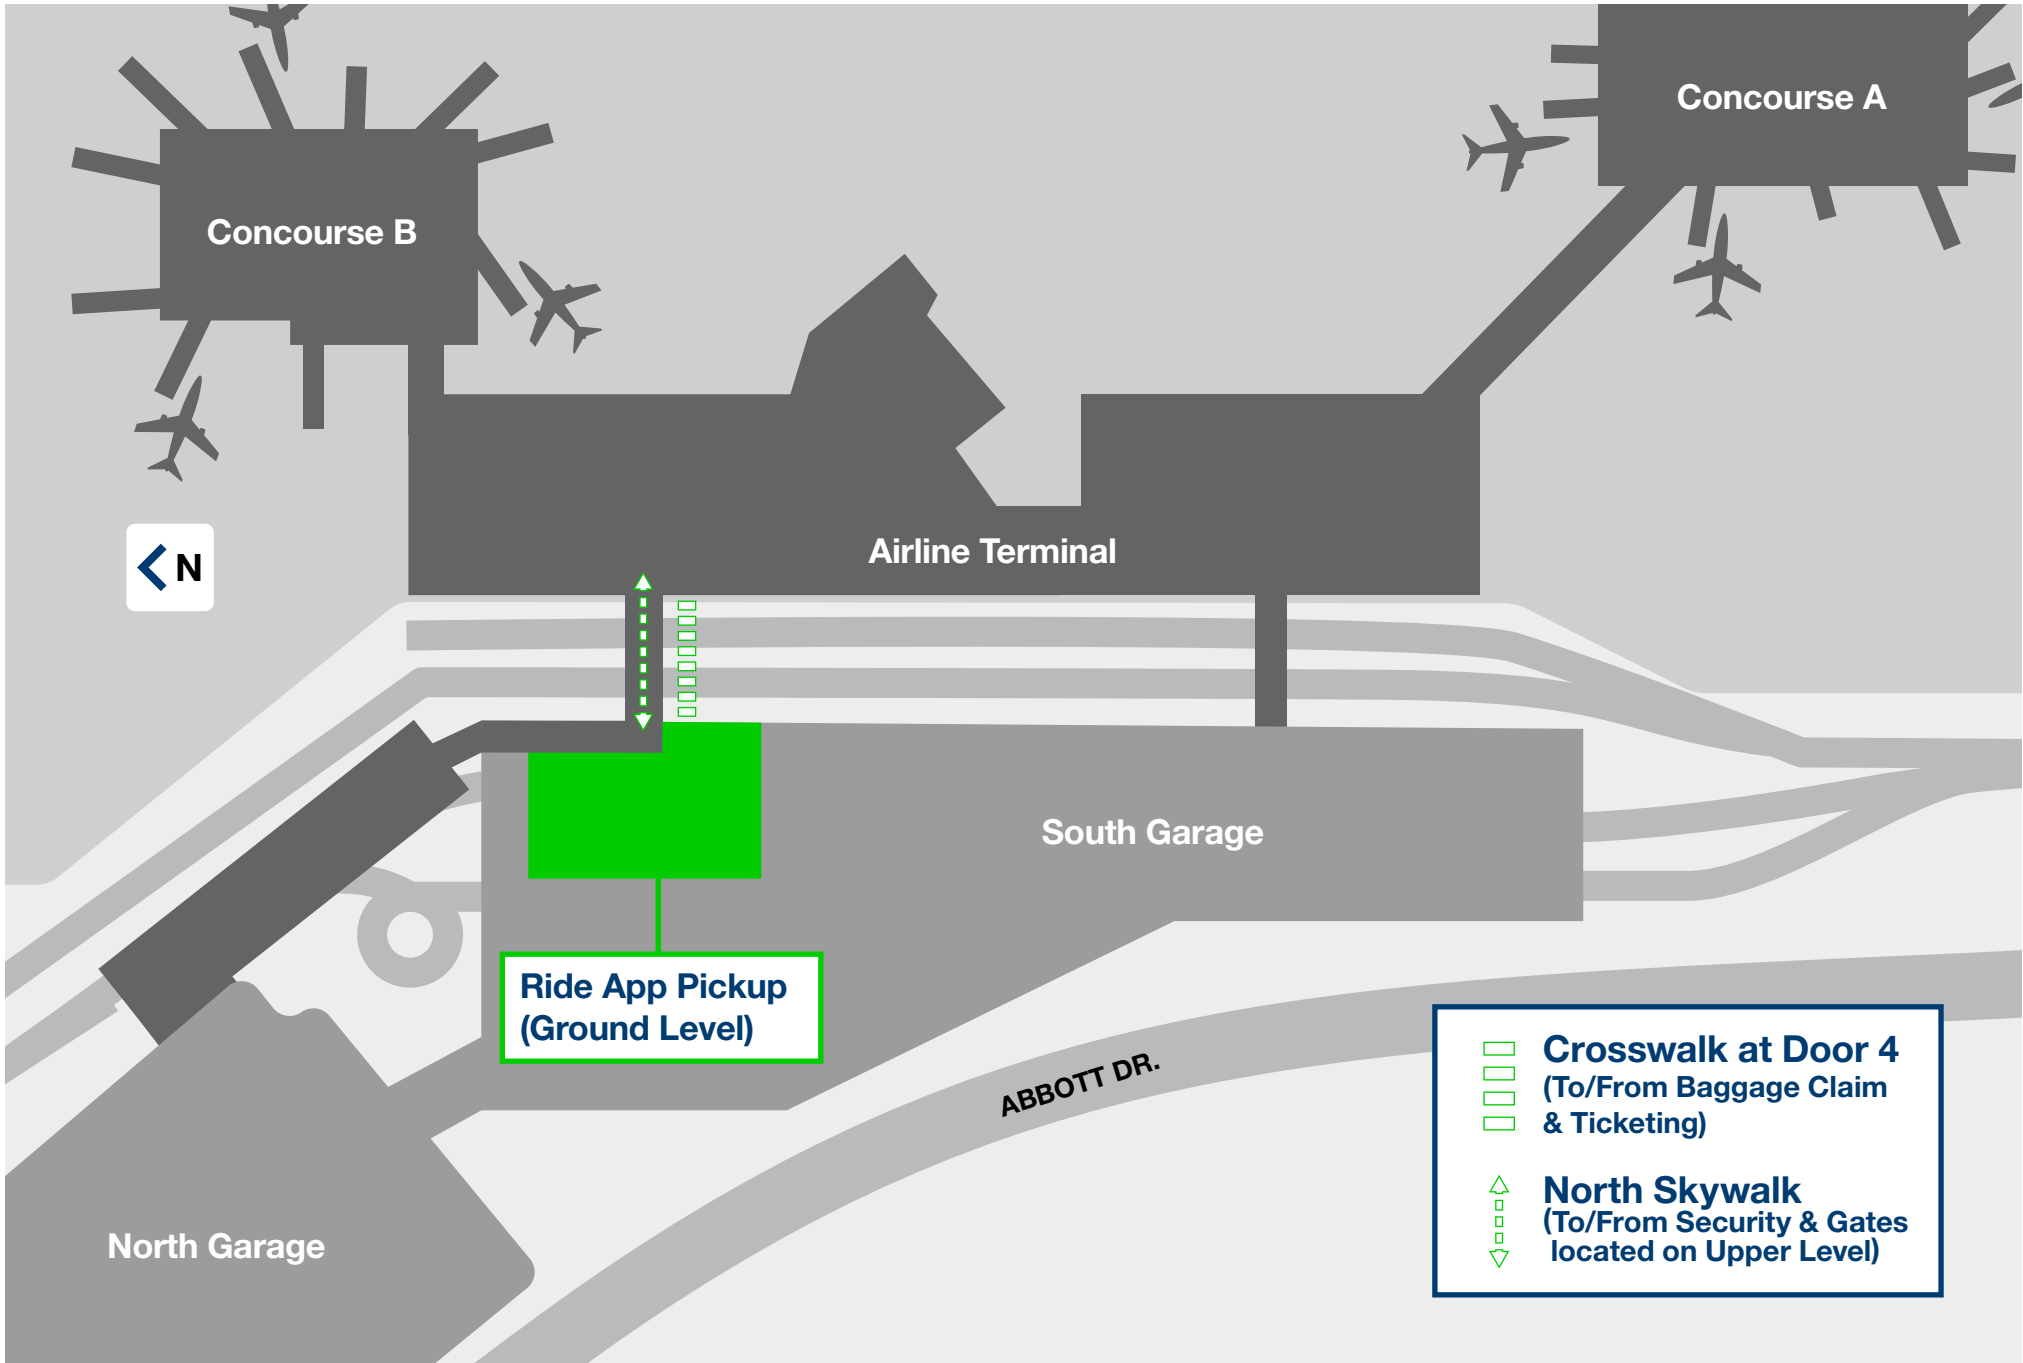 Concourse A
Concourse B
Airline Terminal
N
South Garage
Ride App Pickup
(Ground Level)
ABBOTT DR.
North Garage
Crosswalk at Door 4
(To/From Baggage Claim
& Ticketing)
North Skywalk
(To/From Security & Gates
located on Upper Level)